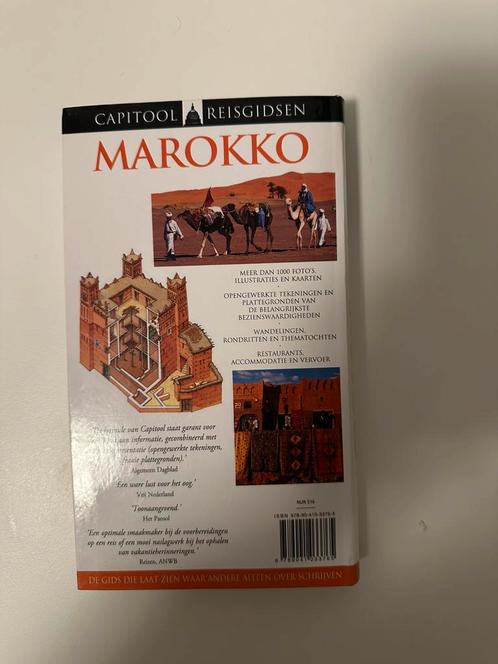 CAPITOOL REISGIDSEN
MAROKKO
MEER DAN 1000 FOTO'S,
ILLUSTRATIES EN KAARTEN
OPENGEWERKTE TEKENINGEN EN
PLATTEGRONDEN VAN
DE BELANGRIJKSTE
BEZIENSWAARDIGHEDEN
WANDELINGEN,
RONDRITTEN EN THEMATOCHTEN
RESTAURANTS,
ACCOMMODATIE EN VERVOER
van Capitool staat garant voor
aan informatie, gecombineerd met
(opengewerkte tekeningen,
plattegronden).'
Algemeen Dagblad
'Een ware lust voor het oog.'
Vrij Nederland
'Toonaangevend.'
Het Parool
'Een optimale smaakmaker bij de voorbereidingen
op een reis of een mooi naslagwerk bij het ophalen
van vakantieherinneringen.'
Reizen, ANWB
NUR 516
DE GIDS DIE LAAT ZIEN WAAR ANDERE ALLEEN OVER SCHRIJVEN